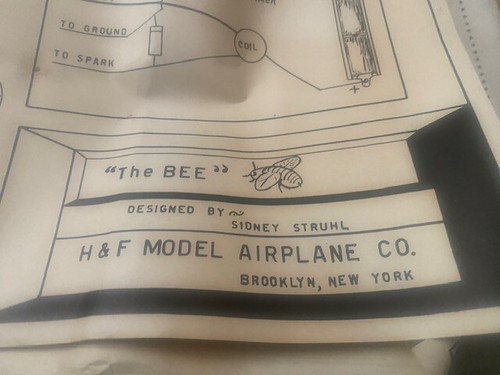 TO GROUND
COIL
TO SPARK
+
"The BEE"
DESIGNED BY ~
SIDNEY STRUHL
H & F MODEL AIRPLANE CO.
BROOKLYN, NEW YORK